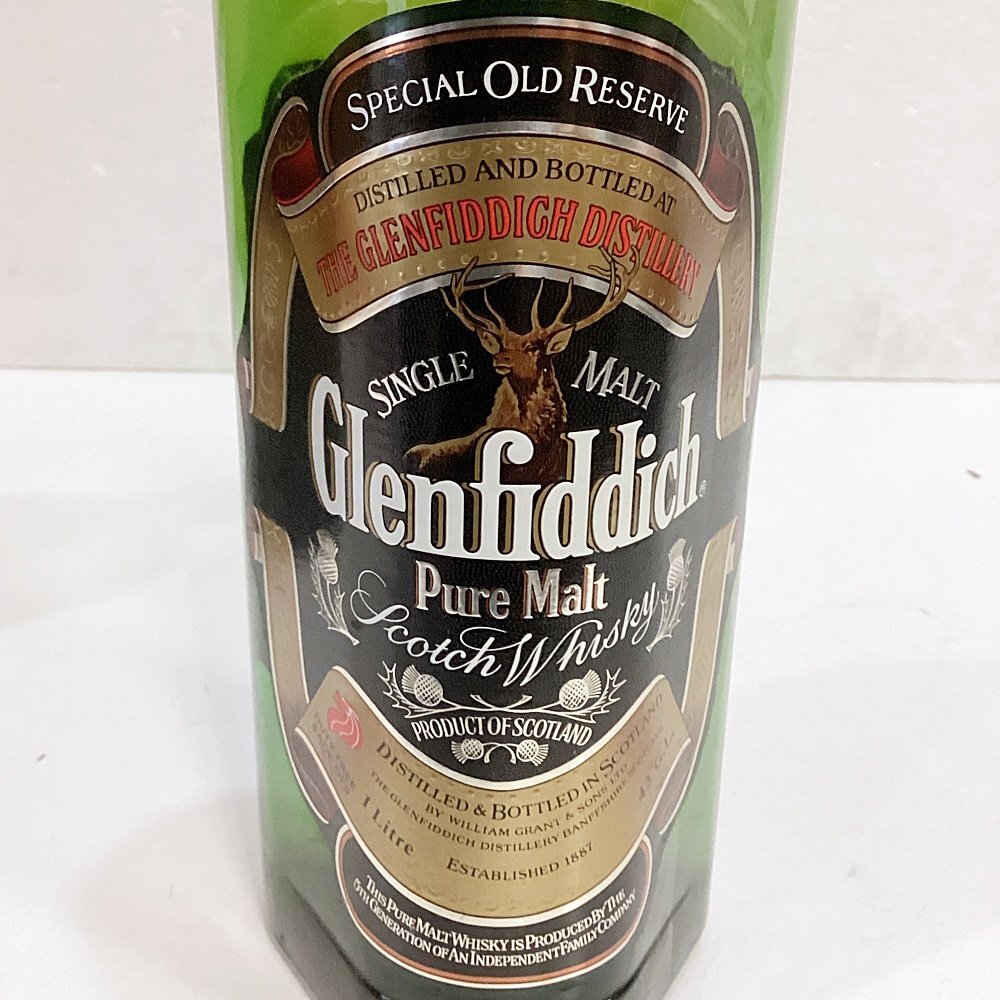 SPECIAL OLD RESERVE
DISTILLED AND BOTTLED AT
THE GLENFIDDICH DISTILLERY
SINGLE MALT
Glenfiddich®
Pure Malt
Scotch Whisky
PRODUCT OF SCOTLAND
DISTILLED & BOTTLED IN SCOTLAND
BY WILLIAM GRANT & SONS LTD
THE GLENFIDDICH DISTILLERY BANFFSHIRE SCOTLAND
1 Litre
43° G.L.
ESTABLISHED 1887
THIS PURE MALT WHISKY IS PRODUCED BY THE
5TH GENERATION OF AN INDEPENDENT FAMILY COMPANY